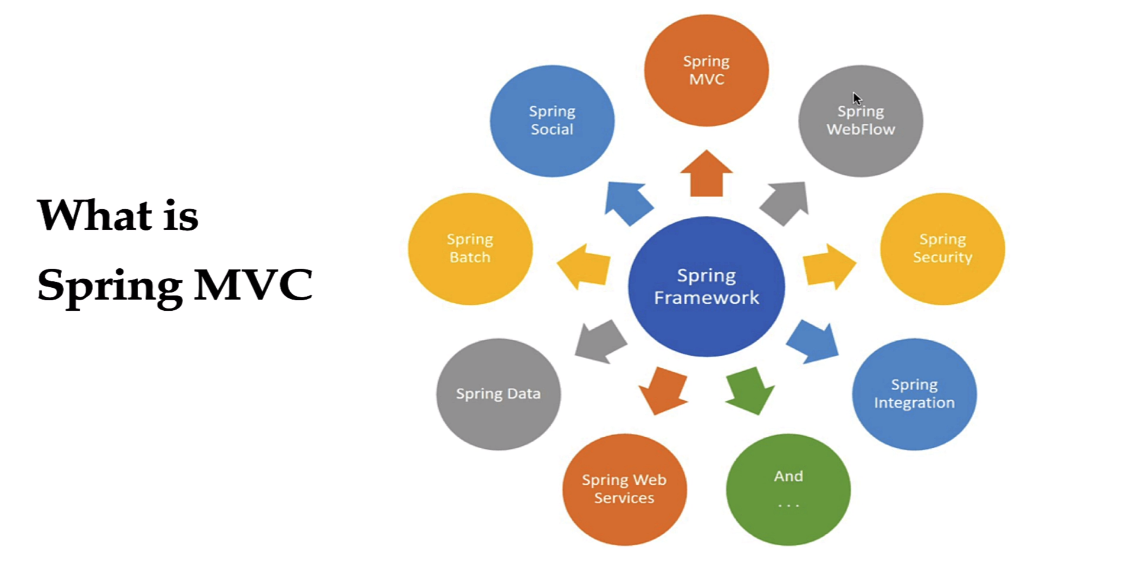 What is
Spring MVC
Spring
MVC
Spring
WebFlow
Spring
Security
Spring
Integration
And
. . .
Spring Web
Services
Spring Data
Spring
Batch
Spring
Social
Spring
Framework